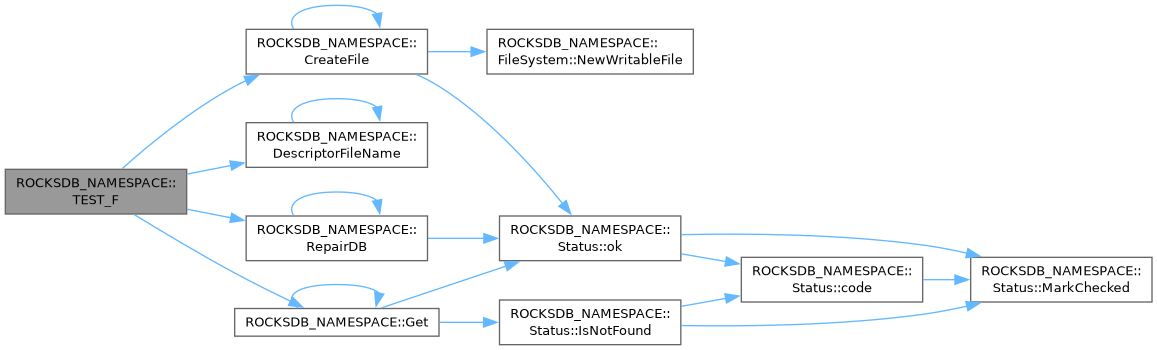 ROCKSDB_NAMESPACE::
CreateFile
ROCKSDB_NAMESPACE::
FileSystem::NewWritableFile
ROCKSDB_NAMESPACE::
DescriptorFileName
ROCKSDB_NAMESPACE::
TEST_F
ROCKSDB_NAMESPACE::
RepairDB
ROCKSDB_NAMESPACE::
Status::ok
ROCKSDB_NAMESPACE::
Status::code
ROCKSDB_NAMESPACE::
Status::MarkChecked
ROCKSDB_NAMESPACE::Get
ROCKSDB_NAMESPACE::
Status::IsNotFound